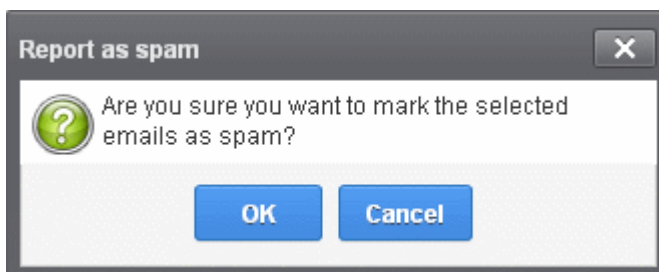 Report as spam
Are you sure you want to mark the selected
emails as spam?
OK Cancel